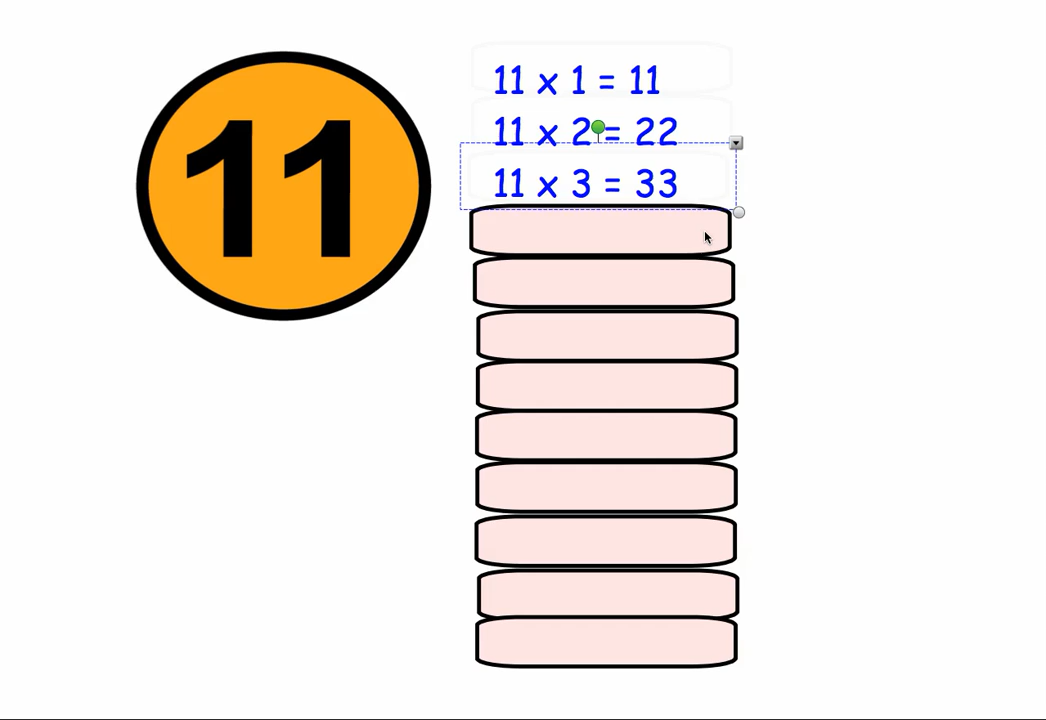 11
11 x 1 = 11
11 x 2 = 22
11 x 3 = 33